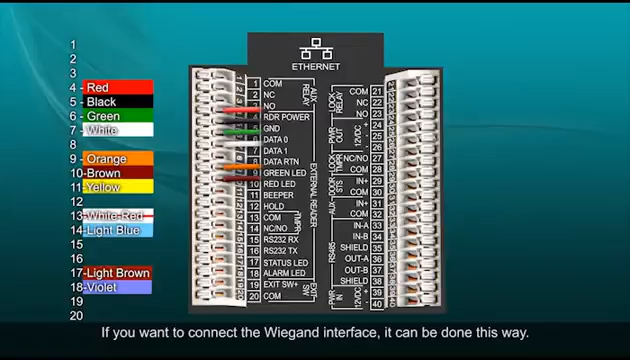 1
2
3
4 - Red
5 - Black
6 - Green
7 - White
8
9 - Orange
10- Brown
11 - Yellow
12
13 - White-Red
14 - Light Blue
15
16
17 - Light Brown
18 - Violet
19
20
ETHERNET
1 COM
2 NC
3 NO
AUX RELAY
RDR POWER
GND
DATA 0
7 DATA 1
8 DATA RTN
9 GREEN LED
10 RED LED
11 BEEPER
12 HOLD
13 COM
14 NC/NO
TMPR
15 RS232 RX
16 RS232 TX
17 STATUS LED
18 ALARM LED
EXTERNAL READER
19 EXIT SW+
20 COM
EXIT SW
COM 21
NC 22
NO 23
LOCK RELAY
+ 24
- 25
+ 26
PWR OUT
12VDC
NC/NO 27
COM 28
TMPR
IN+ 29
COM 30
LOCK DOOR STS
IN+ 31
COM 32
AUX
IN-A 33
IN-B 34
SHIELD 35
OUT-A 36
OUT-B 37
SHIELD 38
RS485
+ 39
- 40
PWR IN
12VDC
If you want to connect the Wiegand interface, it can be done this way.